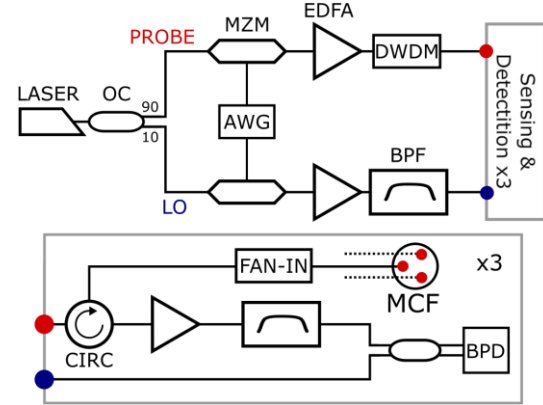 EDFA
MZM
PROBE
DWDM
LASER
OC
90
10
AWG
Sensing &
Detectition x3
BPF
LO
FAN-IN
x3
MCF
CIRC
BPD